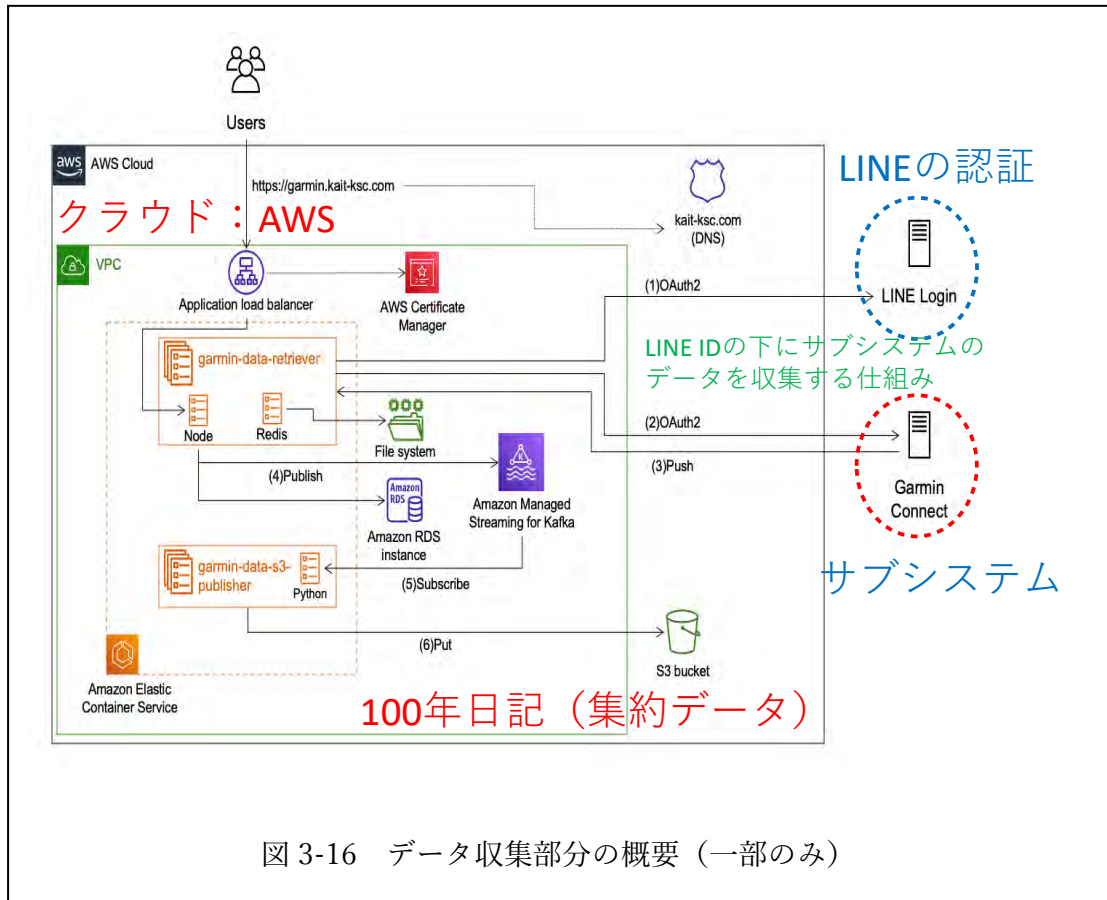 Users
aws
AWS Cloud
https://garmin.kait-ksc.com
kait-ksc.com
(DNS)
LINEの認証
クラウド：AWS
VPC
Application load balancer
AWS Certificate
Manager
(1)OAuth2
LINE Login
garmin-data-retriever
LINE IDの下にサブシステムの
データを収集する仕組み
Node
Redis
File system
(2)OAuth2
(3)Push
(4)Publish
Garmin
Connect
Amazon
RDS
Amazon RDS
instance
K
Amazon Managed
Streaming for Kafka
garmin-data-s3-
publisher
Python
(5)Subscribe
サブシステム
(6)Put
S3 bucket
Amazon Elastic
Container Service
100年日記（集約データ）
図 3-16　データ収集部分の概要（一部のみ）